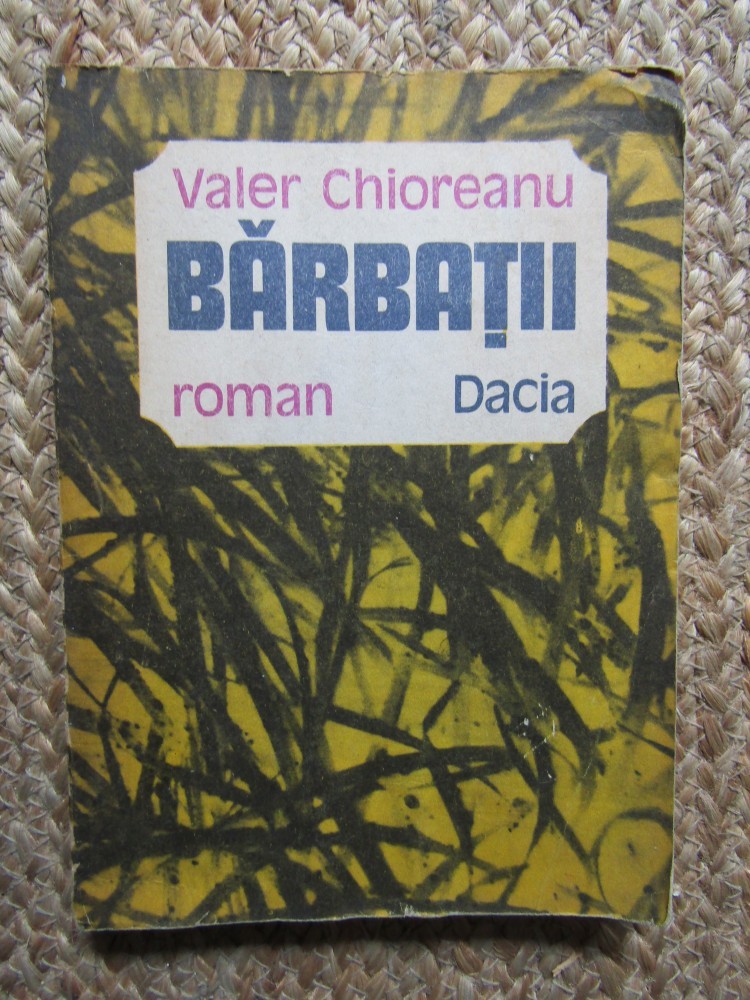 Valer Chioreanu
BĂRBAȚII
roman Dacia